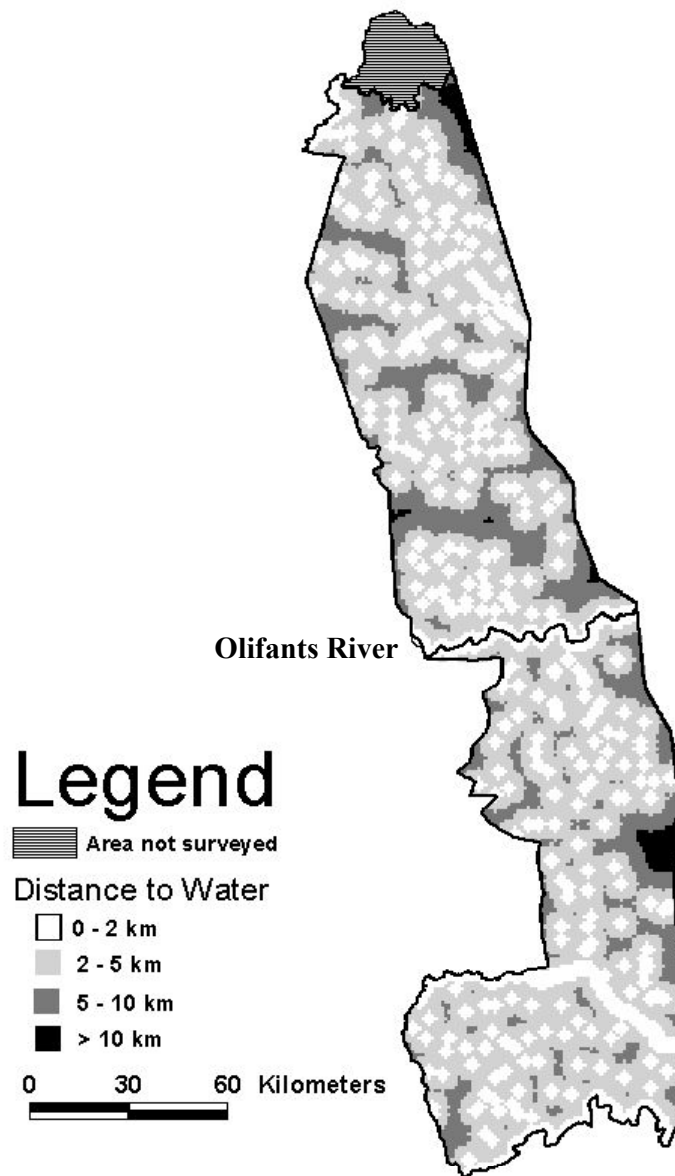 Olifants River
Legend
Area not surveyed
Distance to Water
0 - 2 km
2 - 5 km
5 - 10 km
> 10 km
0 30 60 Kilometers